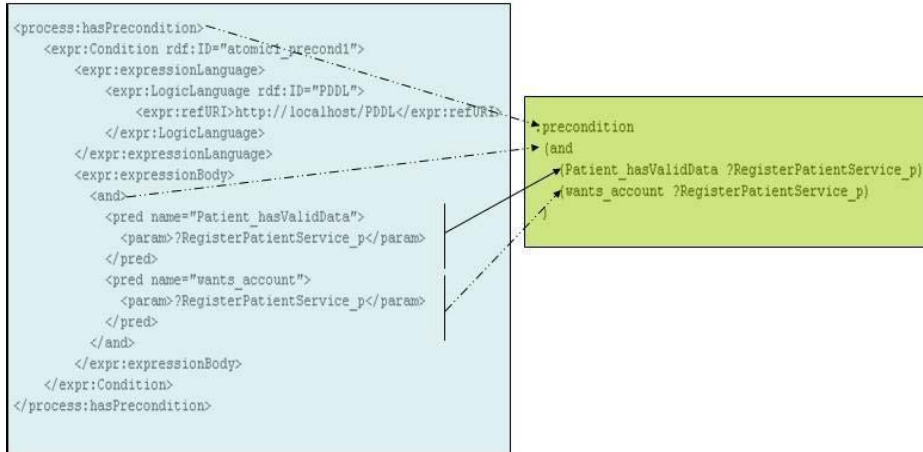 <process:hasPrecondition>
<expr:Condition rdf:ID="atomic1_precond1">
<expr:expressionLanguage>
<expr:LogicLanguage rdf:ID="PDDL">
<expr:refURI>http://localhost/PDDL</expr:refURI>
</expr:LogicLanguage>
</expr:expressionLanguage>
<expr:expressionBody>
<and>
<pred name="Patient_hasValidData">
<param>?RegisterPatientService_p</param>
</pred>
<pred name="wants_account">
<param>?RegisterPatientService_p</param>
</pred>
</and>
</expr:expressionBody>
</expr:Condition>
</process:hasPrecondition>
:precondition
(and
(Patient_hasValidData ?RegisterPatientService_p)
(wants_account ?RegisterPatientService_p)
)